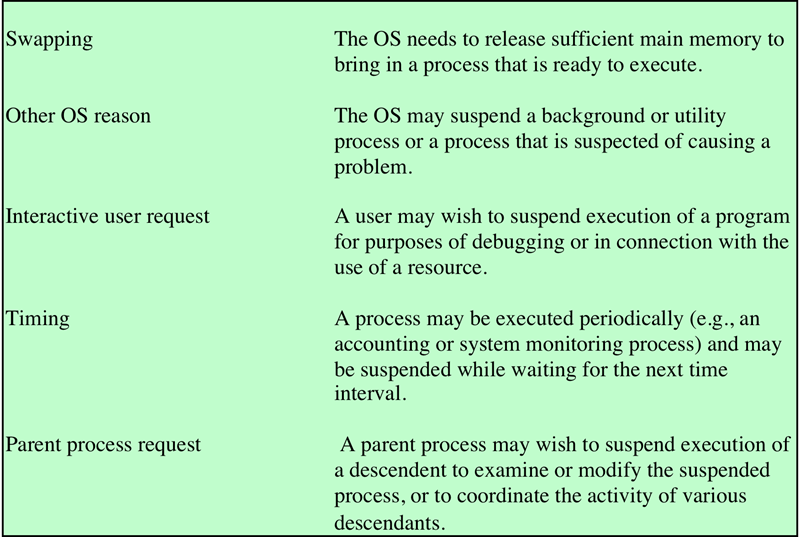 Swapping The OS needs to release sufficient main memory to
bring in a process that is ready to execute.
Other OS reason The OS may suspend a background or utility
process or a process that is suspected of causing a
problem.
Interactive user request A user may wish to suspend execution of a program
for purposes of debugging or in connection with the
use of a resource.
Timing A process may be executed periodically (e.g., an
accounting or system monitoring process) and may
be suspended while waiting for the next time
interval.
Parent process request A parent process may wish to suspend execution of
a descendent to examine or modify the suspended
process, or to coordinate the activity of various
descendants.